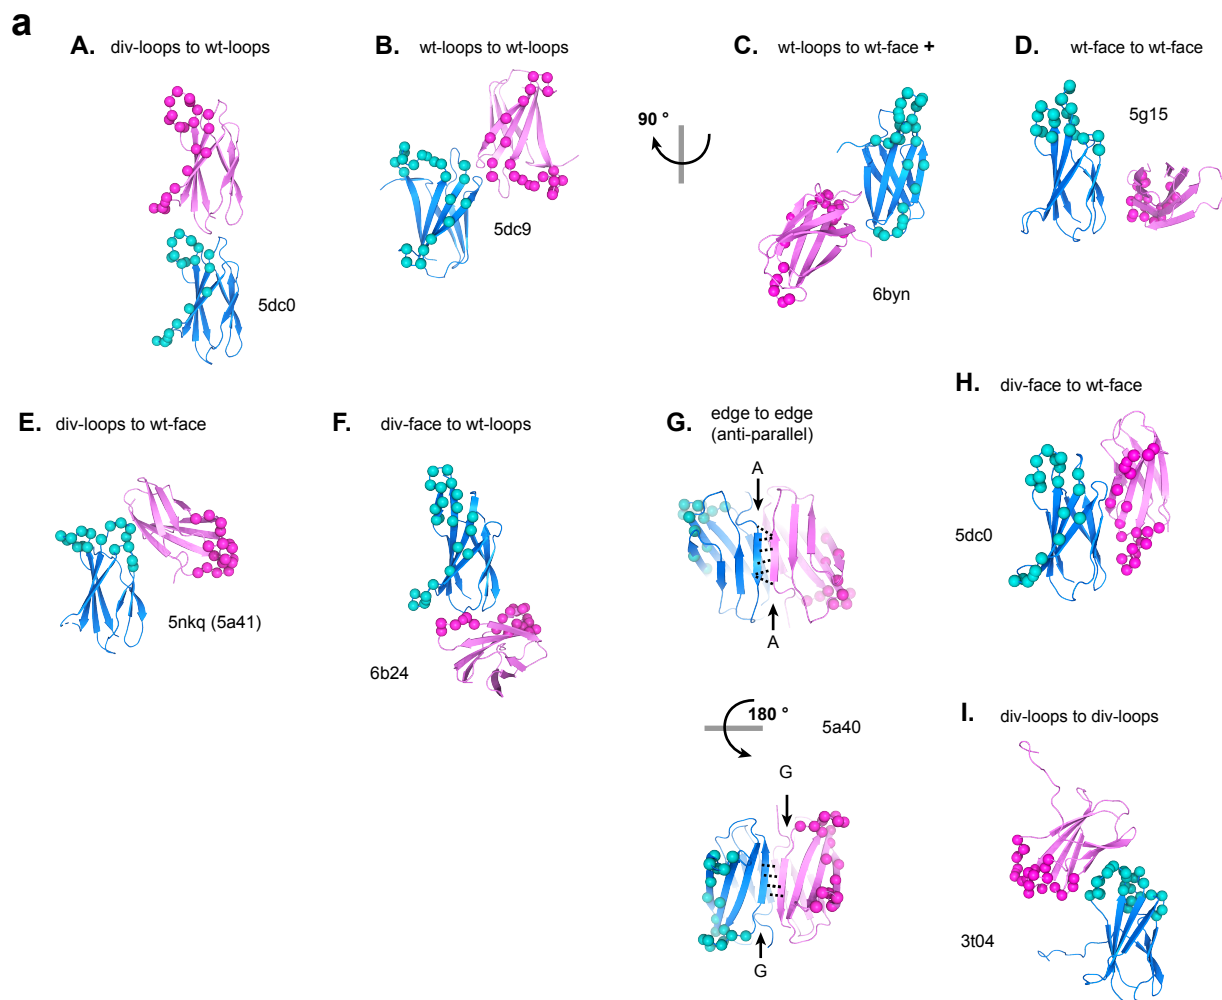 a
A. div-loops to wt-loops
5dc0
B. wt-loops to wt-loops
5dc9
90 °
C. wt-loops to wt-face +
6byn
D. wt-face to wt-face
5g15
E. div-loops to wt-face
5nkq (5a41)
F. div-face to wt-loops
6b24
G. edge to edge
(anti-parallel)
A
A
180 °
5a40
G
G
H. div-face to wt-face
5dc0
I. div-loops to div-loops
3t04